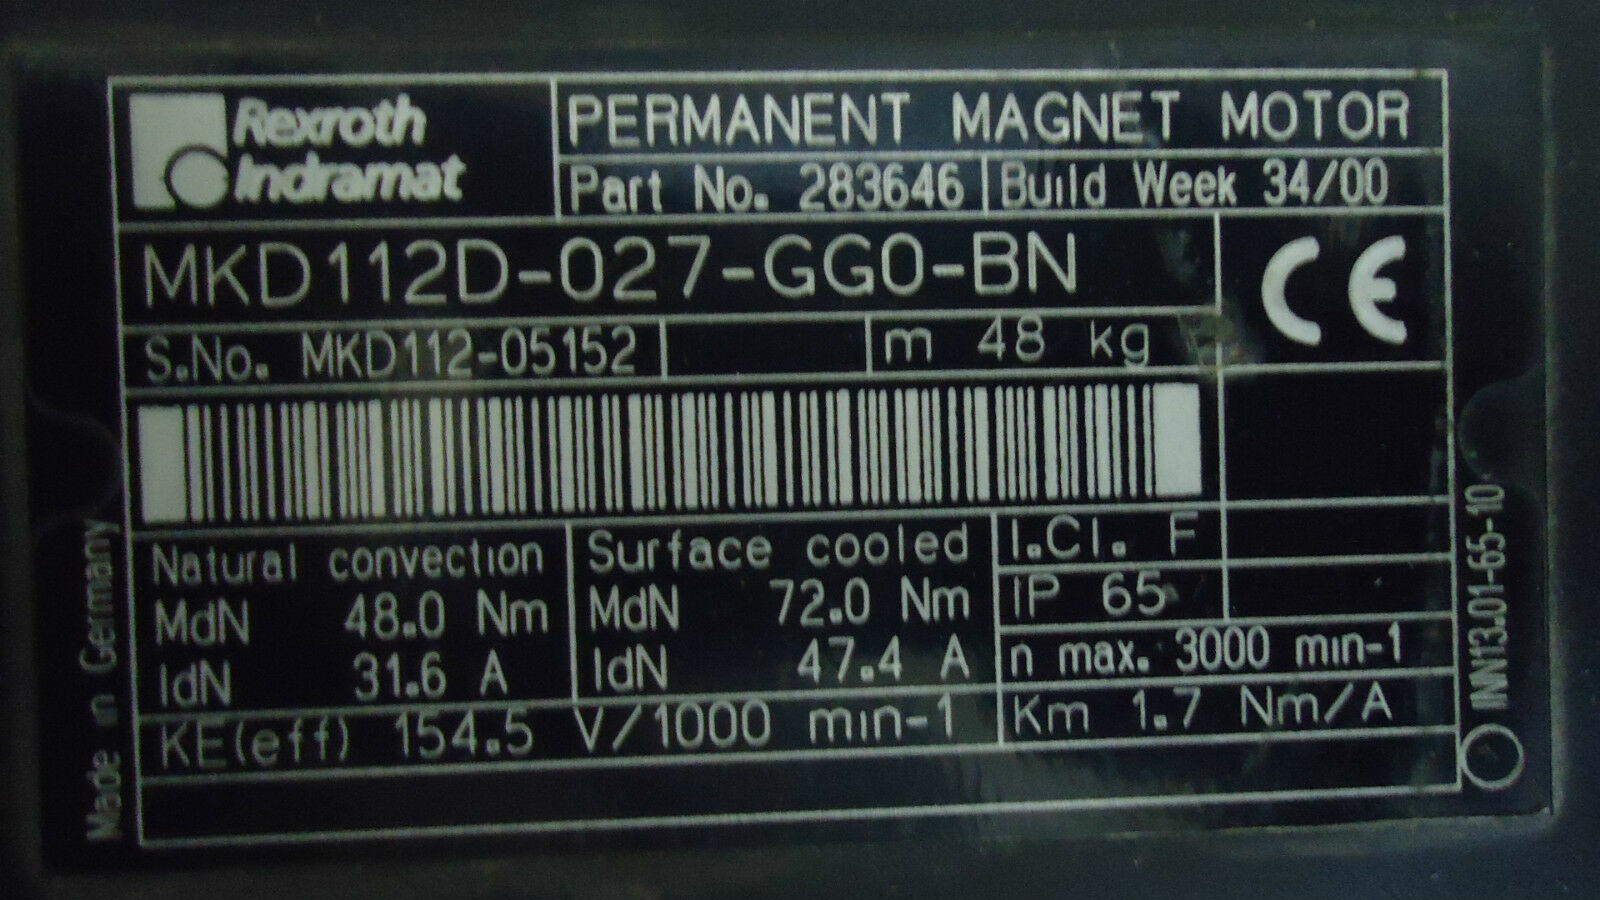 Rexroth
Indramat
PERMANENT MAGNET MOTOR
Part No. 283646 Build Week 34/00
MKD112D-027-GG0-BN
CE
S.No. MKD112-05152 m 48 kg
Natural convection Surface cooled I.Cl. F
MdN 48.0 Nm MdN 72.0 Nm IP 65
IdN 31.6 A IdN 47.4 A n max. 3000 min-1
KE(eff) 154.5 V/1000 min-1 Km 1.7 Nm/A
Made in Germany
INN13.01-65-10